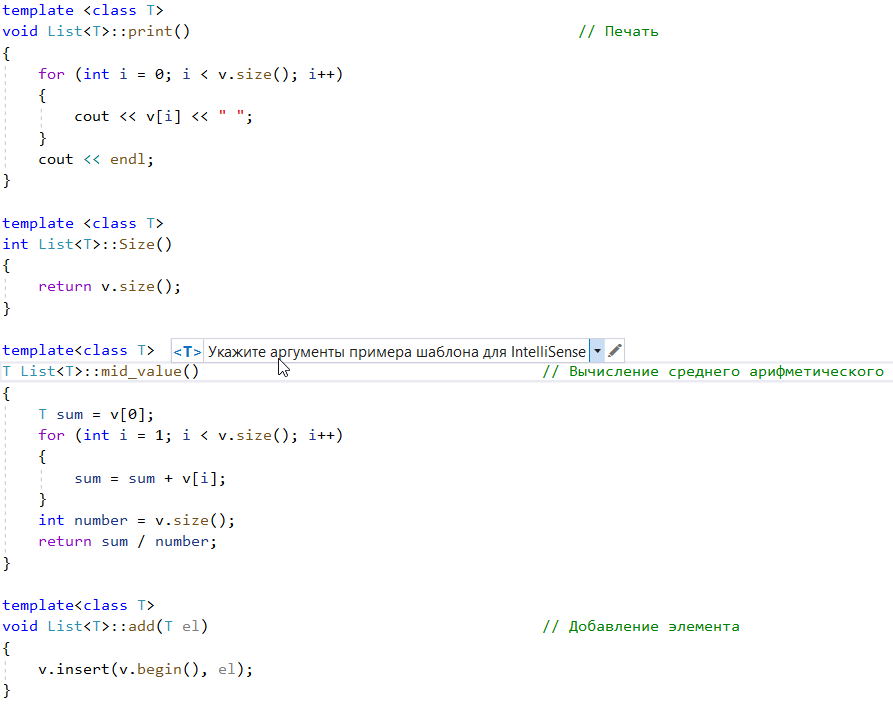 template <class T>
void List<T>::print() // Печать
{
for (int i = 0; i < v.size(); i++)
{
cout << v[i] << " ";
}
cout << endl;
}
template <class T>
int List<T>::Size()
{
return v.size();
}
template<class T> <T> Укажите аргументы примера шаблона для IntelliSense
T List<T>::mid_value() // Вычисление среднего арифметического
{
T sum = v[0];
for (int i = 1; i < v.size(); i++)
{
sum = sum + v[i];
}
int number = v.size();
return sum / number;
}
template<class T>
void List<T>::add(T el) // Добавление элемента
{
v.insert(v.begin(), el);
}